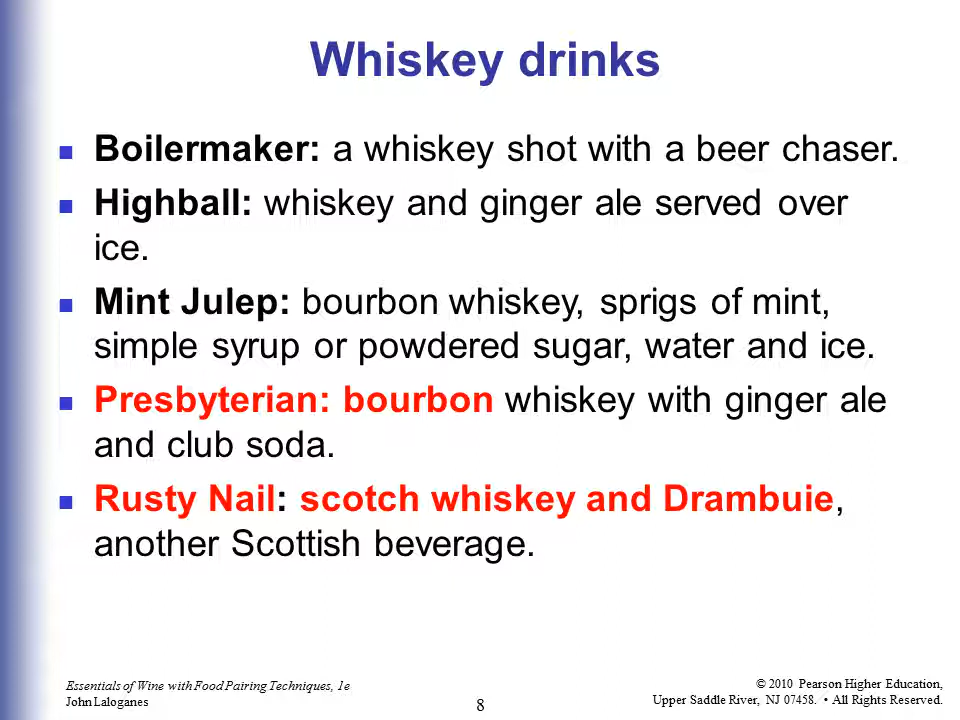 Whiskey drinks
Boilermaker: a whiskey shot with a beer chaser.
Highball: whiskey and ginger ale served over
ice.
Mint Julep: bourbon whiskey, sprigs of mint,
simple syrup or powdered sugar, water and ice.
Presbyterian: bourbon whiskey with ginger ale
and club soda.
Rusty Nail: scotch whiskey and Drambuie,
another Scottish beverage.
Essentials of Wine with Food Pairing Techniques, 1e
John Laloganes
8
© 2010 Pearson Higher Education,
Upper Saddle River, NJ 07458. • All Rights Reserved.